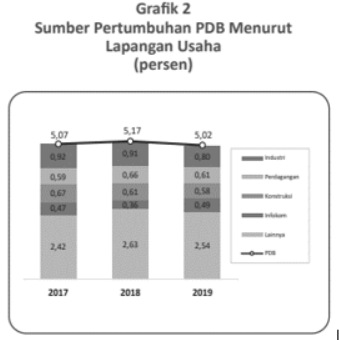 Grafik 2
Sumber Pertumbuhan PDB Menurut
Lapangan Usaha
(persen)
5,07
5,17
5,02
0,92
0,91
0,80
0,59
0,66
0,61
0,67
0,61
0,58
0,47
0,36
0,49
2,42
2,63
2,54
2017
2018
2019
Industri
Perdagangan
Konstruksi
Infokom
Lainnya
PDB